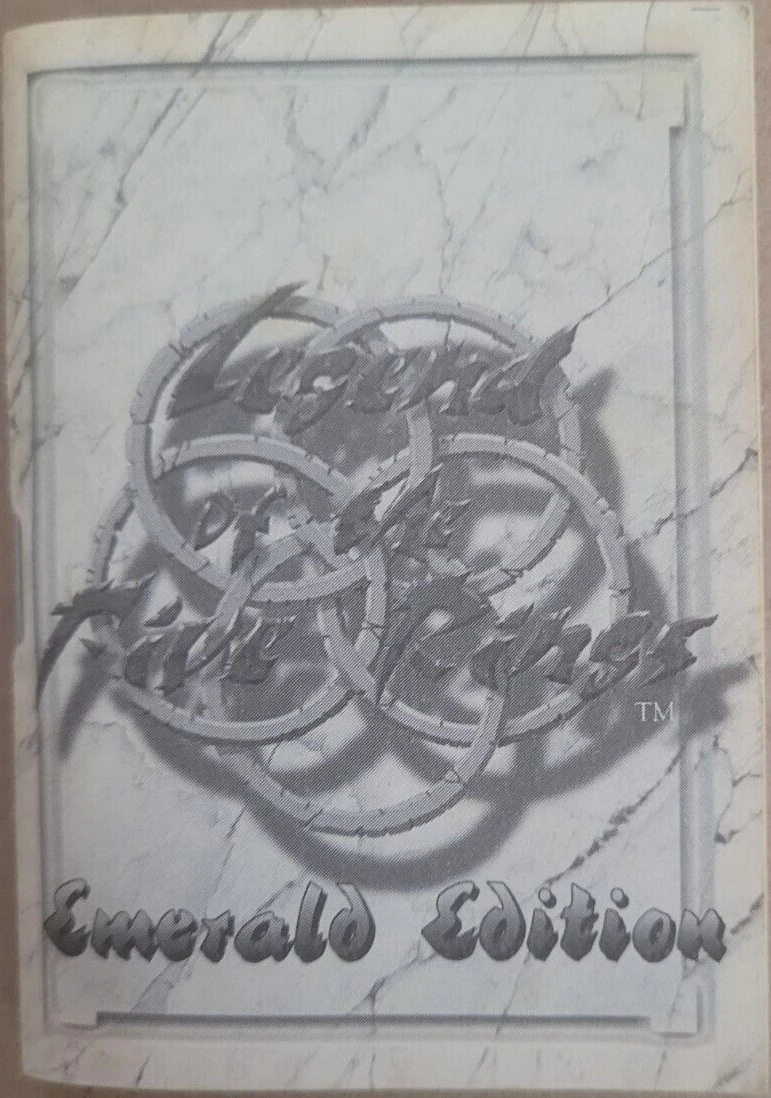 Legend
of the
Five Rings
TM
Emerald Edition